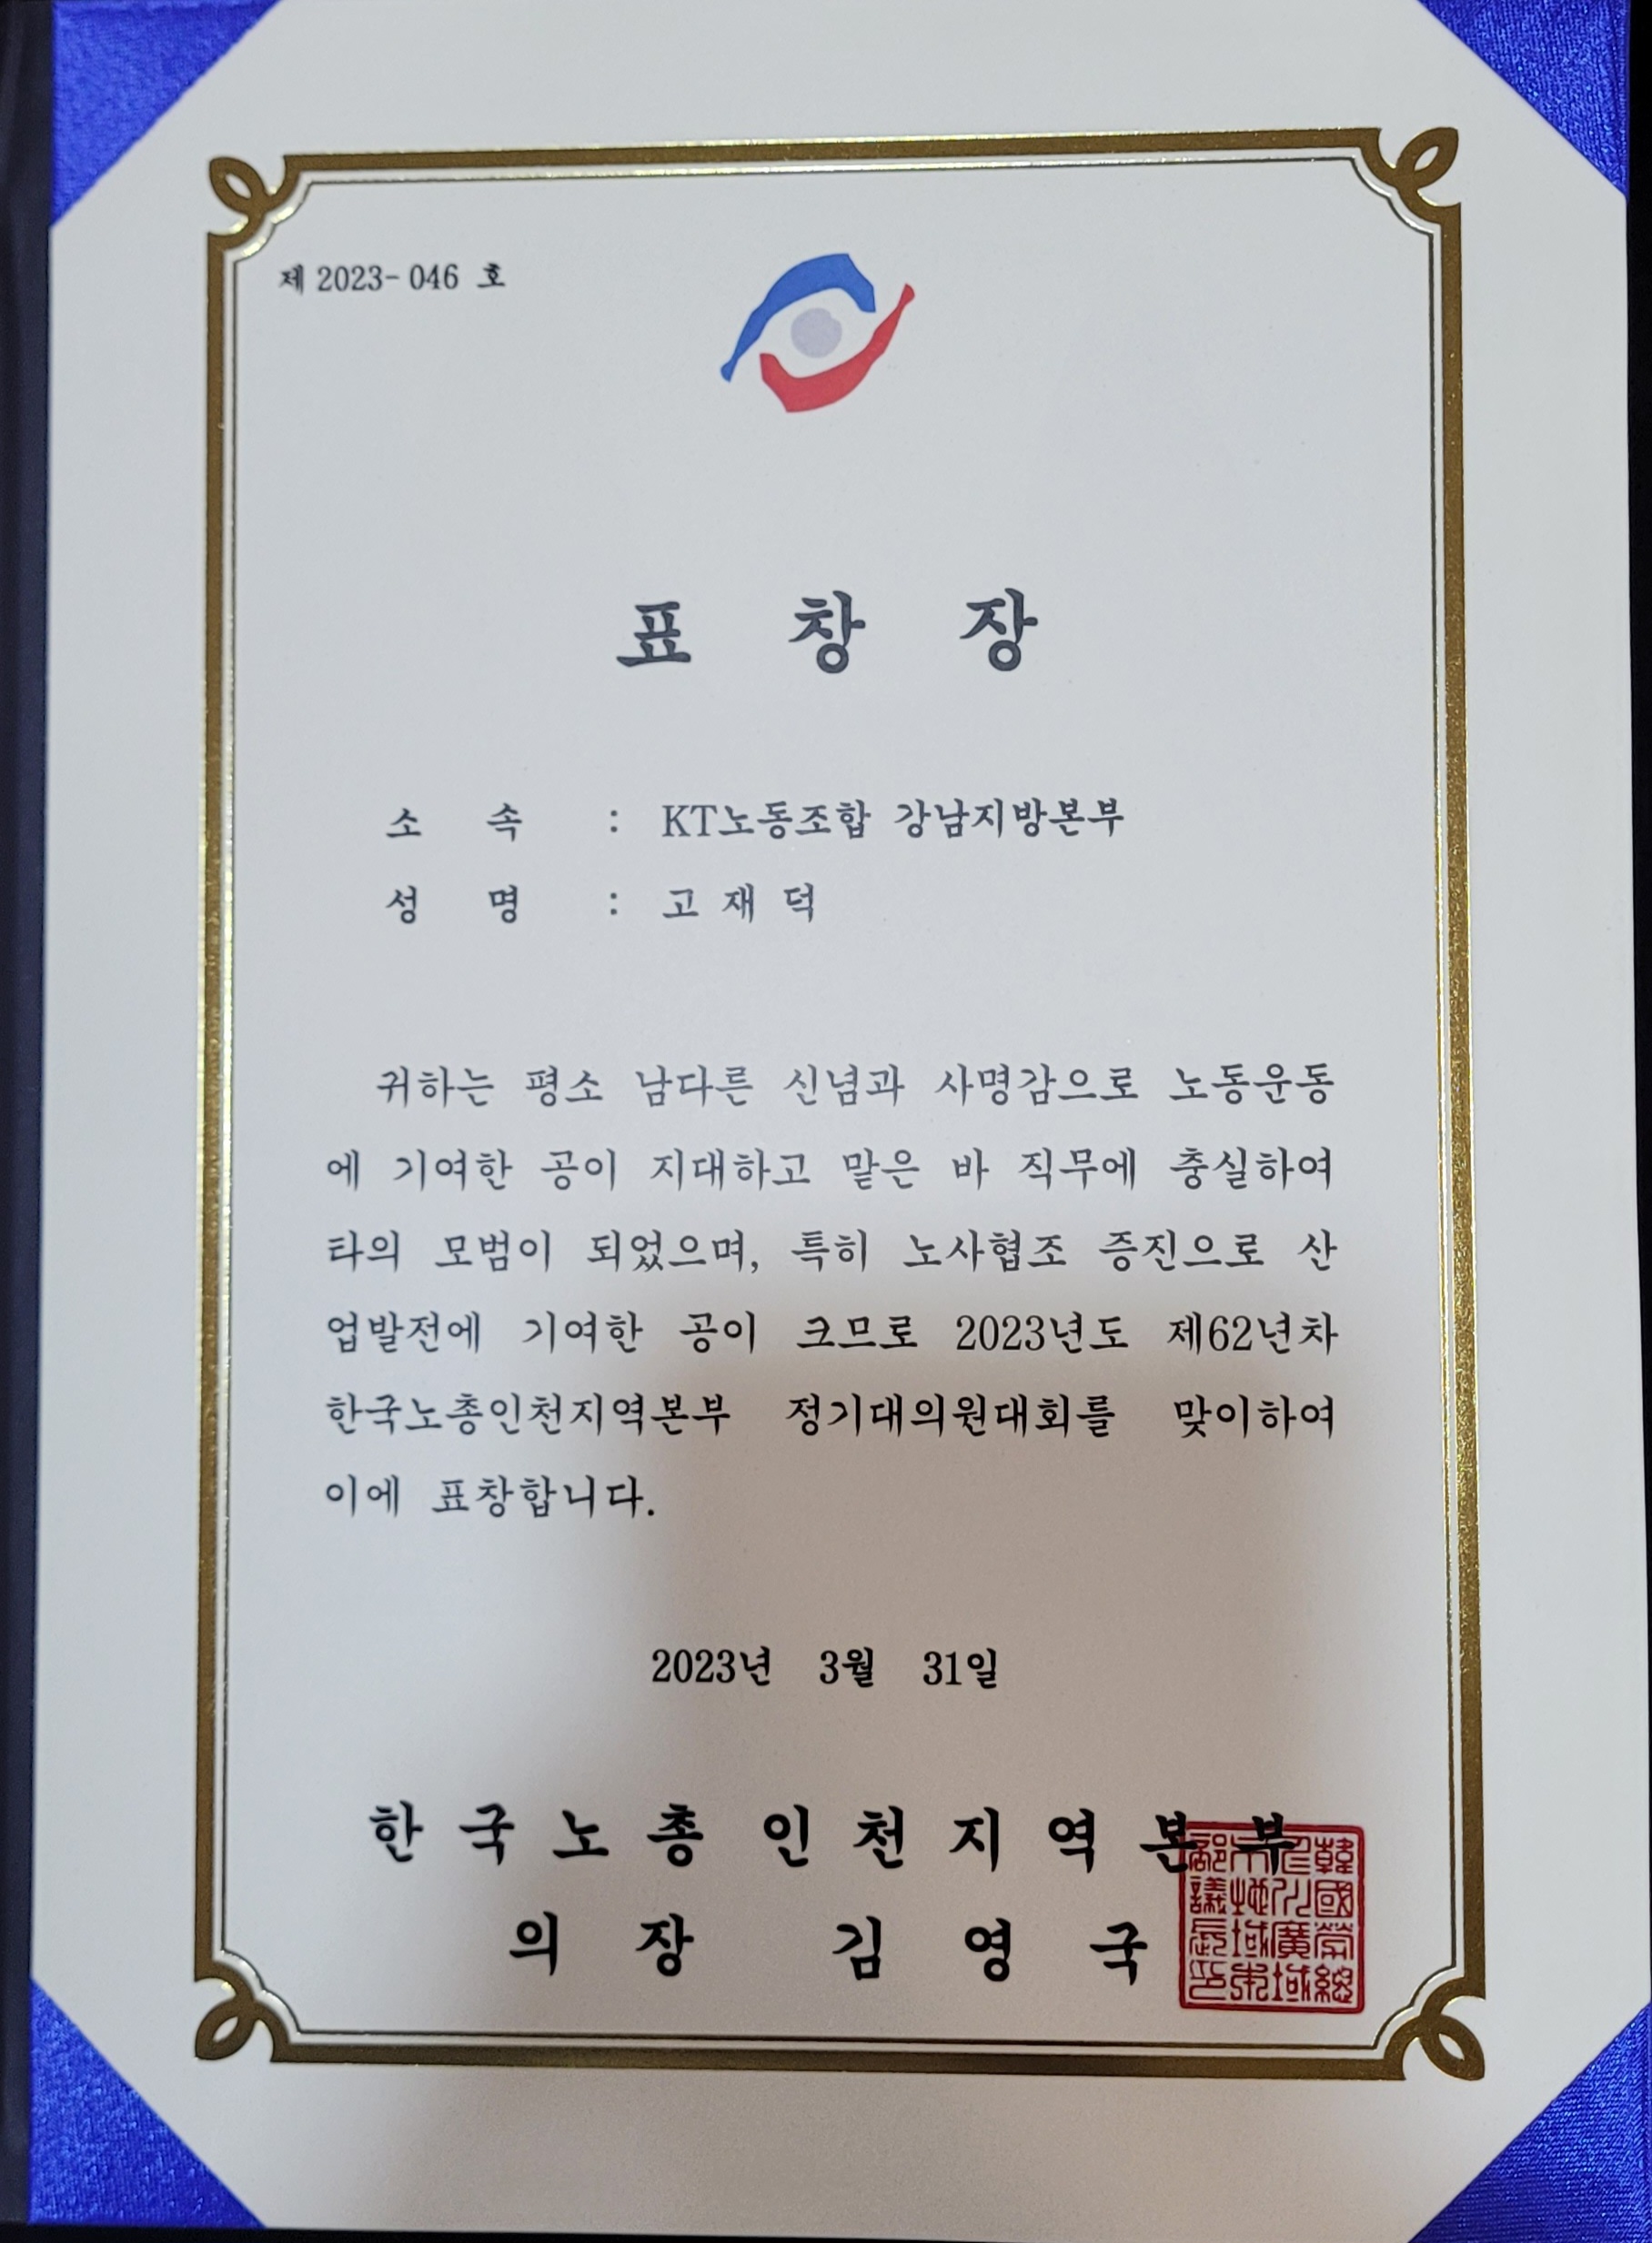 제 2023- 046 호
표 창 장
소 속 : KT노동조합 강남지방본부
성 명 : 고 재 덕
귀하는 평소 남다른 신념과 사명감으로 노동운동
에 기여한 공이 지대하고 맡은 바 직무에 충실하여
타의 모범이 되었으며, 특히 노사협조 증진으로 산
업발전에 기여한 공이 크므로 2023년도 제62년차
한국노총인천지역본부 정기대의원대회를 맞이하여
이에 표창합니다.
2023년 3월 31일
한 국 노 총 인 천 지 역 본 부
의 장 김 영 국